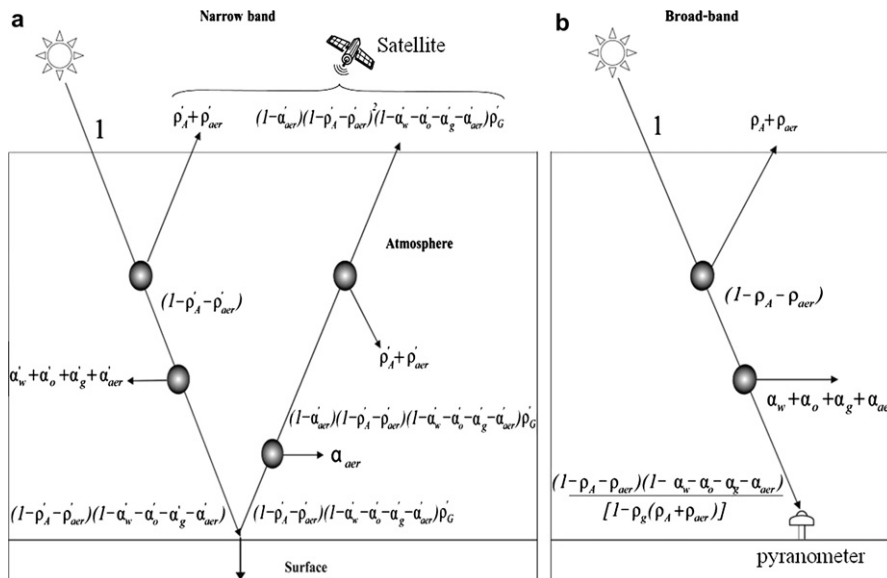 a
Narrow band
Satellite
ρ'A + ρ'aer
(1-α'aer)(1-ρ'A-ρ'aer)²(1-α'w-α'o-α'g-α'aer)ρ'G
1
Atmosphere
(1-ρ'A-ρ'aer)
ρ'A + ρ'aer
α'w + α'o + α'g + α'aer
(1-α'aer)(1-ρ'A-ρ'aer)(1-α'w-α'o-α'g-α'aer)ρ'G
α aer
(1-ρ'A-ρ'aer)(1-α'w-α'o-α'g-α'aer)
(1-ρ'A-ρ'aer)(1-α'w-α'o-α'g-α'aer)ρ'G
Surface
b
Broad-band
1
ρA + ρaer
(1-ρA-ρaer)
αw + αo + αg + αae
(1-ρA-ρaer)(1-αw-αo-αg-αaer)
[1-ρg(ρA+ρaer)]
pyranometer